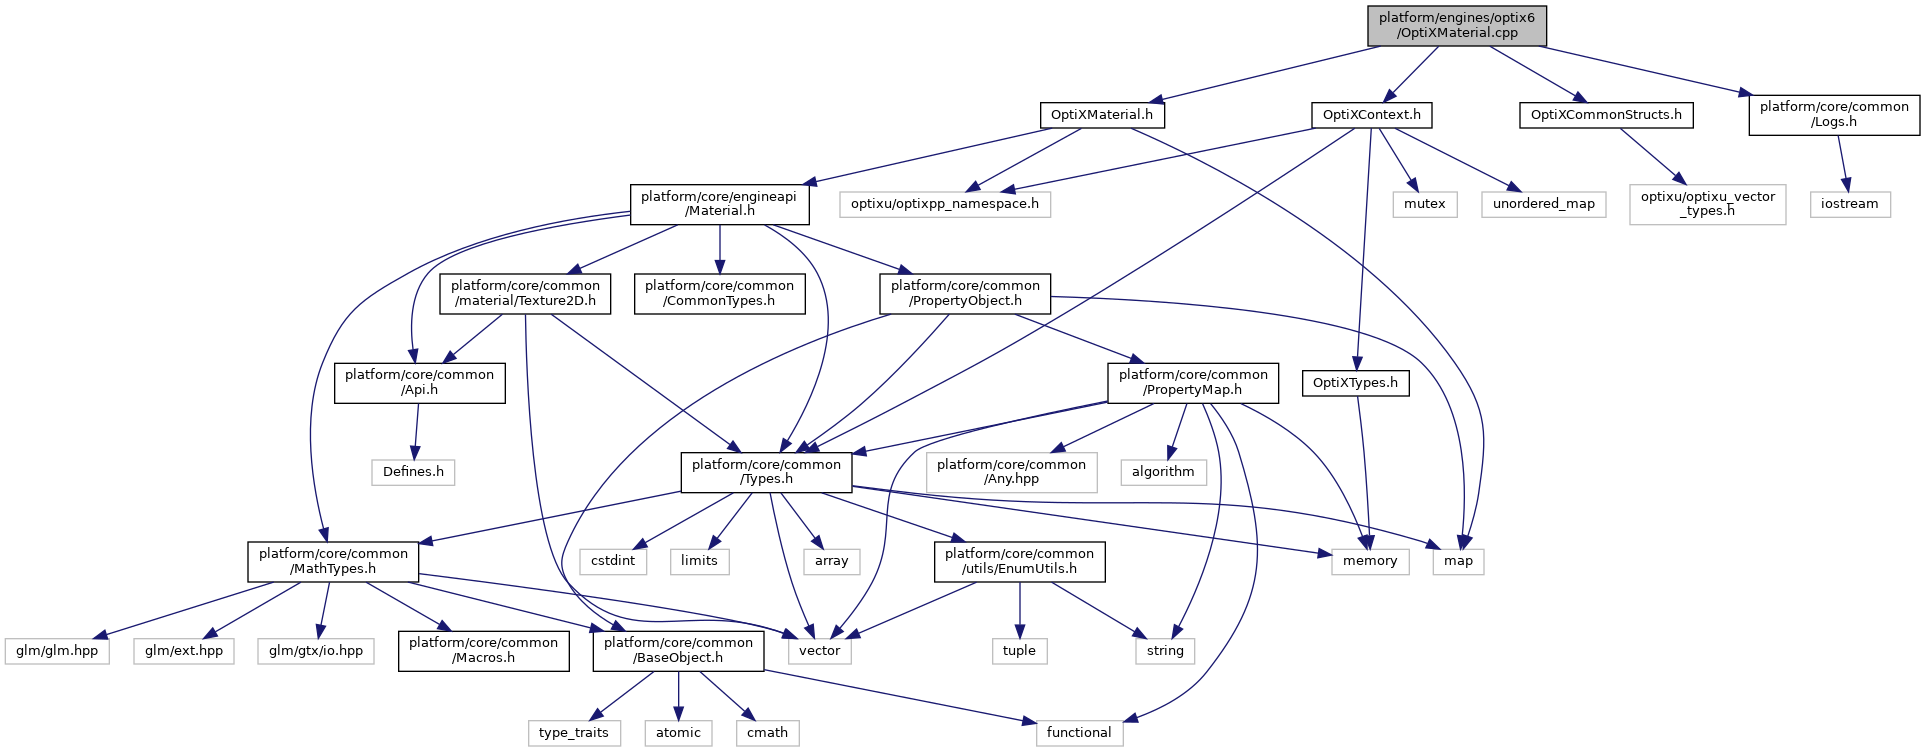 platform/engines/optix6
/OptiXMaterial.cpp
OptiXMaterial.h
OptiXContext.h
OptiXCommonStructs.h
platform/core/common
/Logs.h
platform/core/engineapi
/Material.h
optixu/optixpp_namespace.h
mutex
unordered_map
optixu/optixu_vector
_types.h
iostream
platform/core/common
/material/Texture2D.h
platform/core/common
/CommonTypes.h
platform/core/common
/PropertyObject.h
platform/core/common
/Api.h
platform/core/common
/PropertyMap.h
OptiXTypes.h
Defines.h
platform/core/common
/Types.h
platform/core/common
/Any.hpp
algorithm
platform/core/common
/MathTypes.h
cstdint
limits
array
platform/core/common
/utils/EnumUtils.h
memory
map
glm/glm.hpp
glm/ext.hpp
glm/gtx/io.hpp
platform/core/common
/Macros.h
platform/core/common
/BaseObject.h
vector
tuple
string
type_traits
atomic
cmath
functional